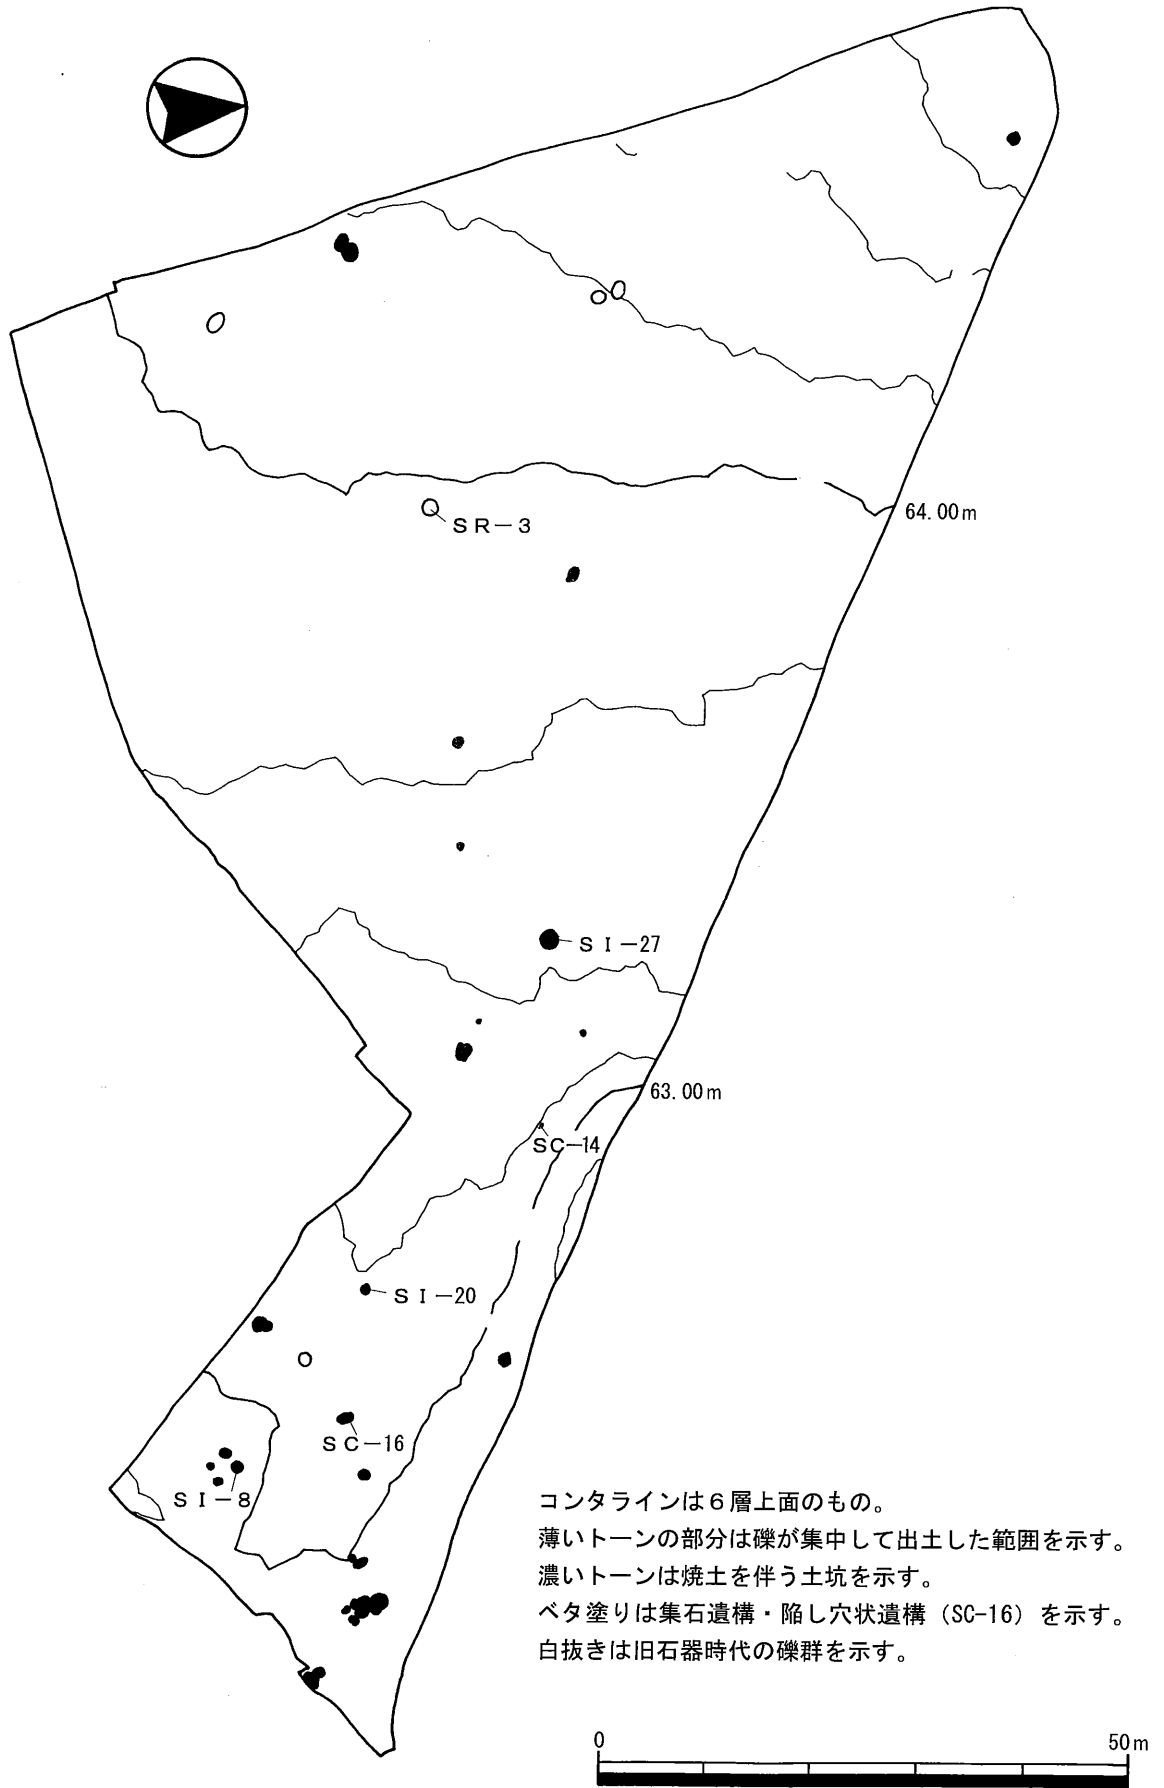 64.00m
SR-3
SI-27
63.00m
SC-14
SI-20
SC-16
SI-8
コンタラインは6層上面のもの。
薄いトーンの部分は礫が集中して出土した範囲を示す。
濃いトーンは焼土を伴う土坑を示す。
ベタ塗りは集石遺構・陥し穴状遺構（SC-16）を示す。
白抜きは旧石器時代の礫群を示す。
0 50m